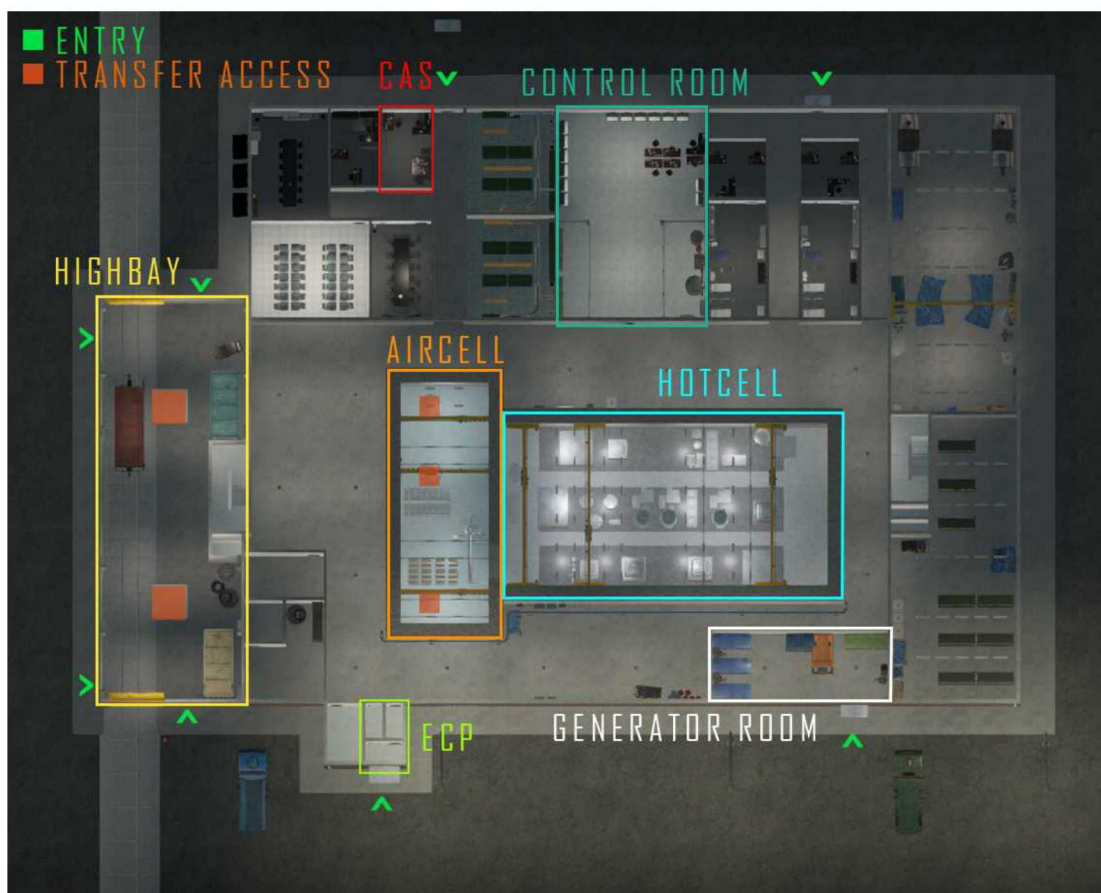 ENTRY
TRANSFER ACCESS
CAS
CONTROL ROOM
HIGHBAY
AIRCELL
HOTCELL
ECP
GENERATOR ROOM